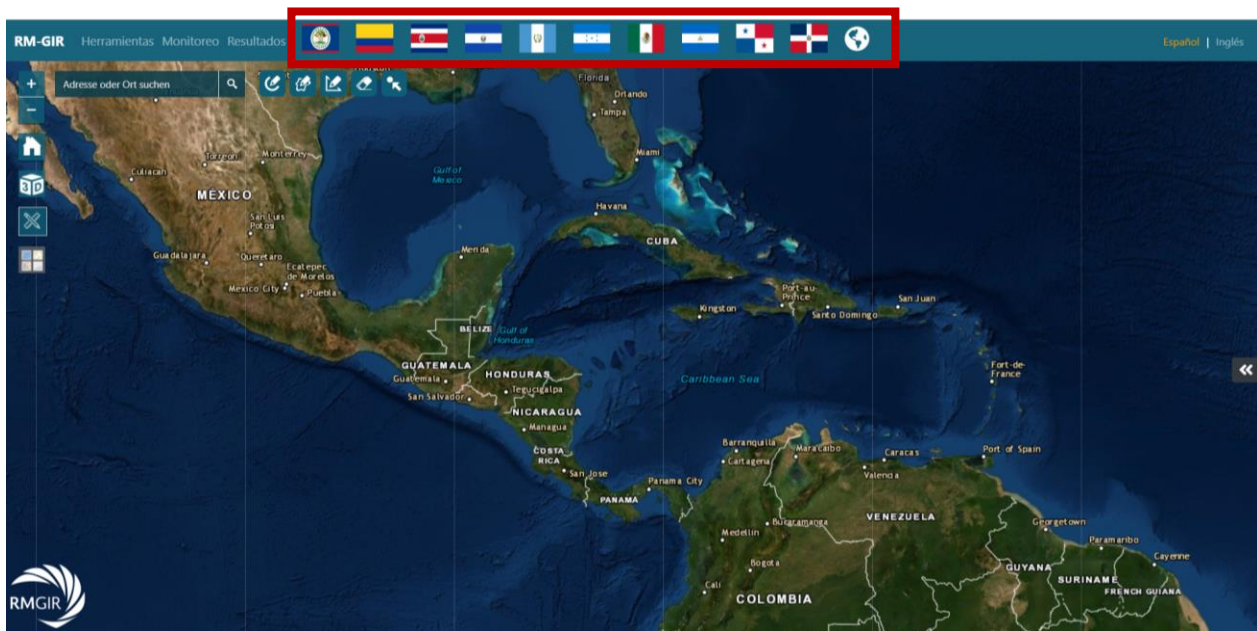 RM-GIR Herramientas Monitoreo Resultados Español | Inglés
+ Adresse oder Ort suchen
−
Florida
Orlando
Tampa
Torreon Monterrey
Miami
Culiacan
Gulf of
Mexico
3D
MÉXICO
Havana
San Luis
Potosi
CUBA
Guadalajara Queretaro Merida
Ecatepec
de Morelos
Mexico City Puebla
Port-au-
Prince
San Juan
Kingston Santo Domingo
BELIZE Gulf of
Honduras
GUATEMALA
HONDURAS
Guatemala
Caribbean Sea
Fort-de-
France
Tegucigalpa
San Salvador
NICARAGUA
Managua
Barranquilla Maracaibo Caracas Port of Spain
COSTA
RICA
Cartagena
San Jose
Valencia
Panama City
PANAMA
VENEZUELA
Bucaramanga Georgetown
Medellin
Paramaribo
Cayenne
Bogota
GUYANA
SURINAME
Cali
FRENCH GUIANA
COLOMBIA
RMGIR